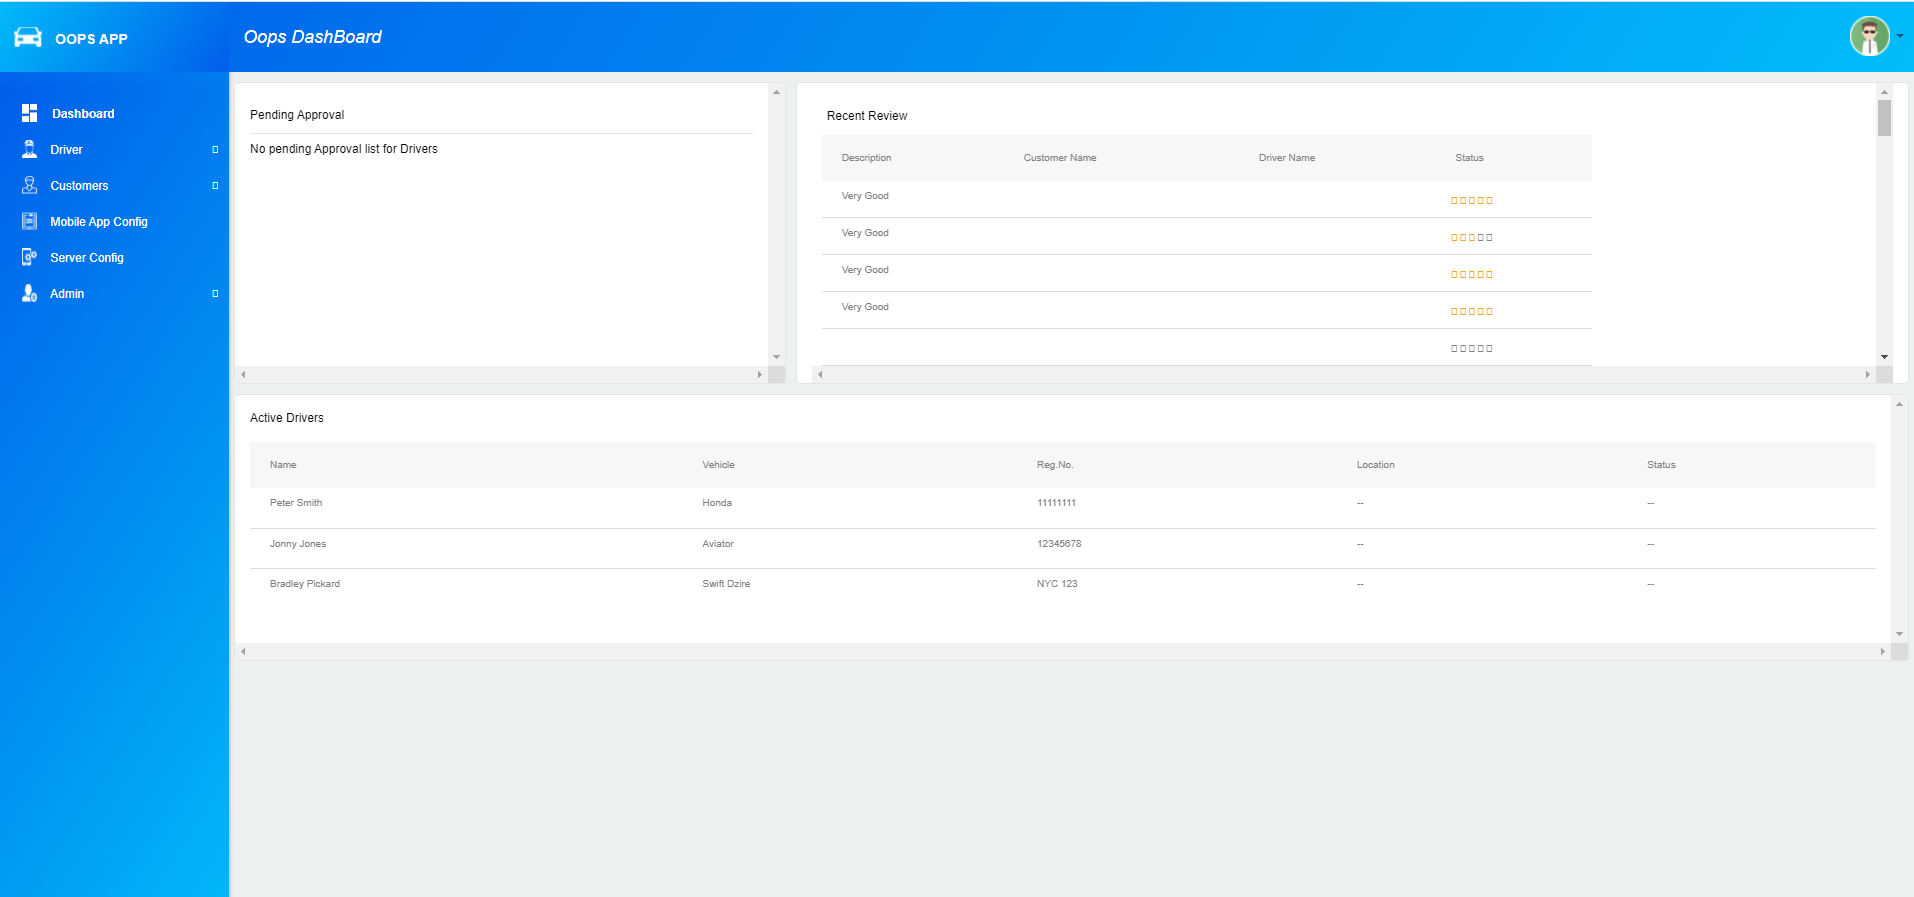 OOPS APP
Oops DashBoard
Dashboard
Driver
Customers
Mobile App Config
Server Config
Admin
Pending Approval
No pending Approval list for Drivers
Recent Review
Description Customer Name Driver Name Status
Very Good
Very Good
Very Good
Very Good
Active Drivers
Name Vehicle Reg.No. Location Status
Peter Smith Honda 11111111 -- --
Jonny Jones Aviator 12345678 -- --
Bradley Pickard Swift Dzire NYC 123 -- --